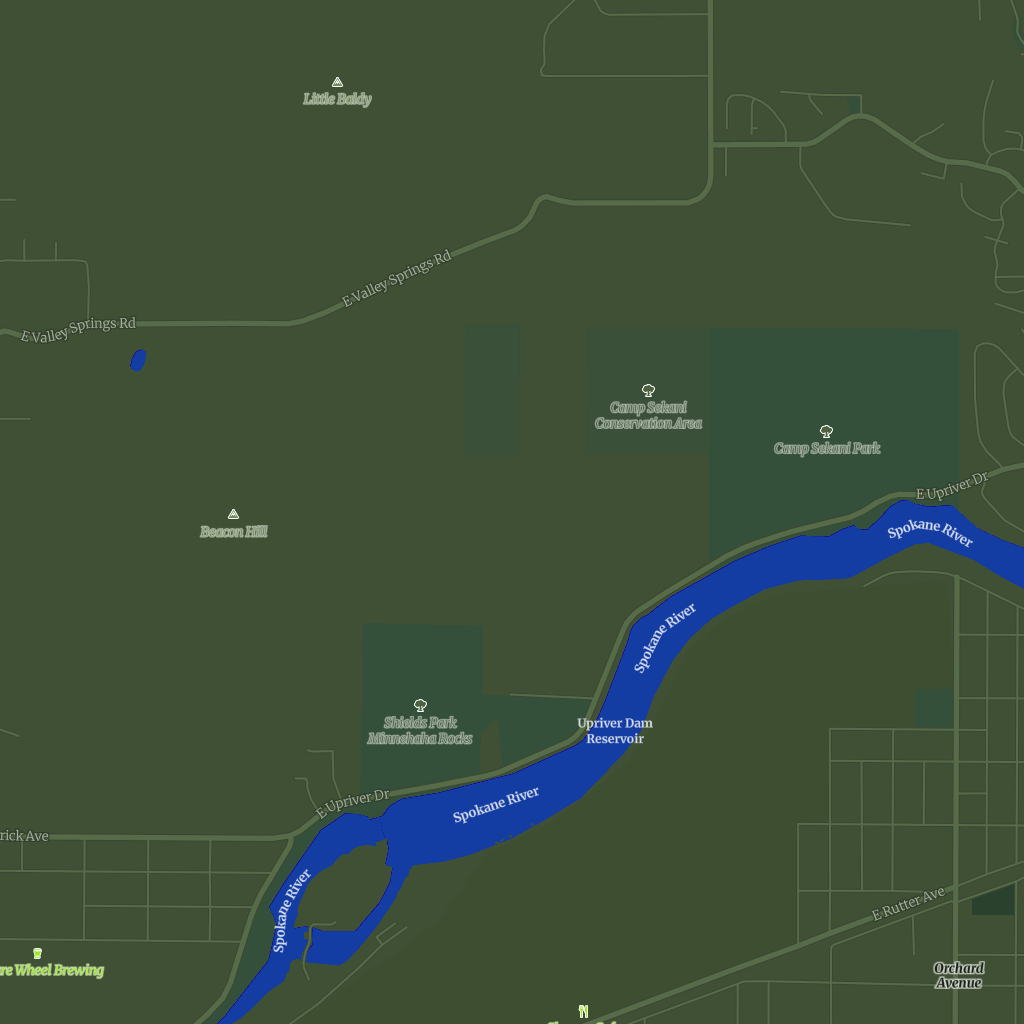 Little Baldy
E Valley Springs Rd
E Valley Springs Rd
Camp Sekani
Conservation Area
Camp Sekani Park
E Upriver Dr
Spokane River
Beacon Hill
Spokane River
Shields Park
Minnehaha Rocks
Upriver Dam
Reservoir
E Upriver Dr
Spokane River
rick Ave
Spokane River
E Rutter Ave
re Wheel Brewing
Orchard
Avenue